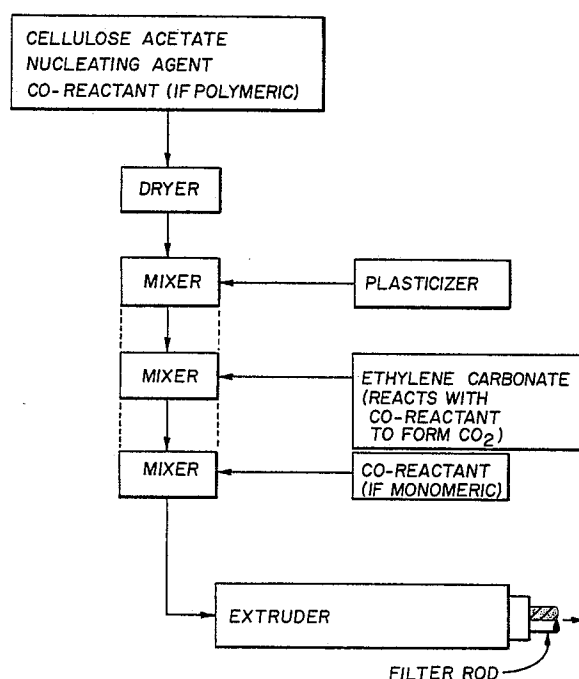 CELLULOSE ACETATE
NUCLEATING AGENT
CO-REACTANT (IF POLYMERIC)
DRYER
MIXER
PLASTICIZER
MIXER
ETHYLENE CARBONATE
(REACTS WITH
CO-REACTANT
TO FORM CO₂)
MIXER
CO-REACTANT
(IF MONOMERIC)
EXTRUDER
FILTER ROD